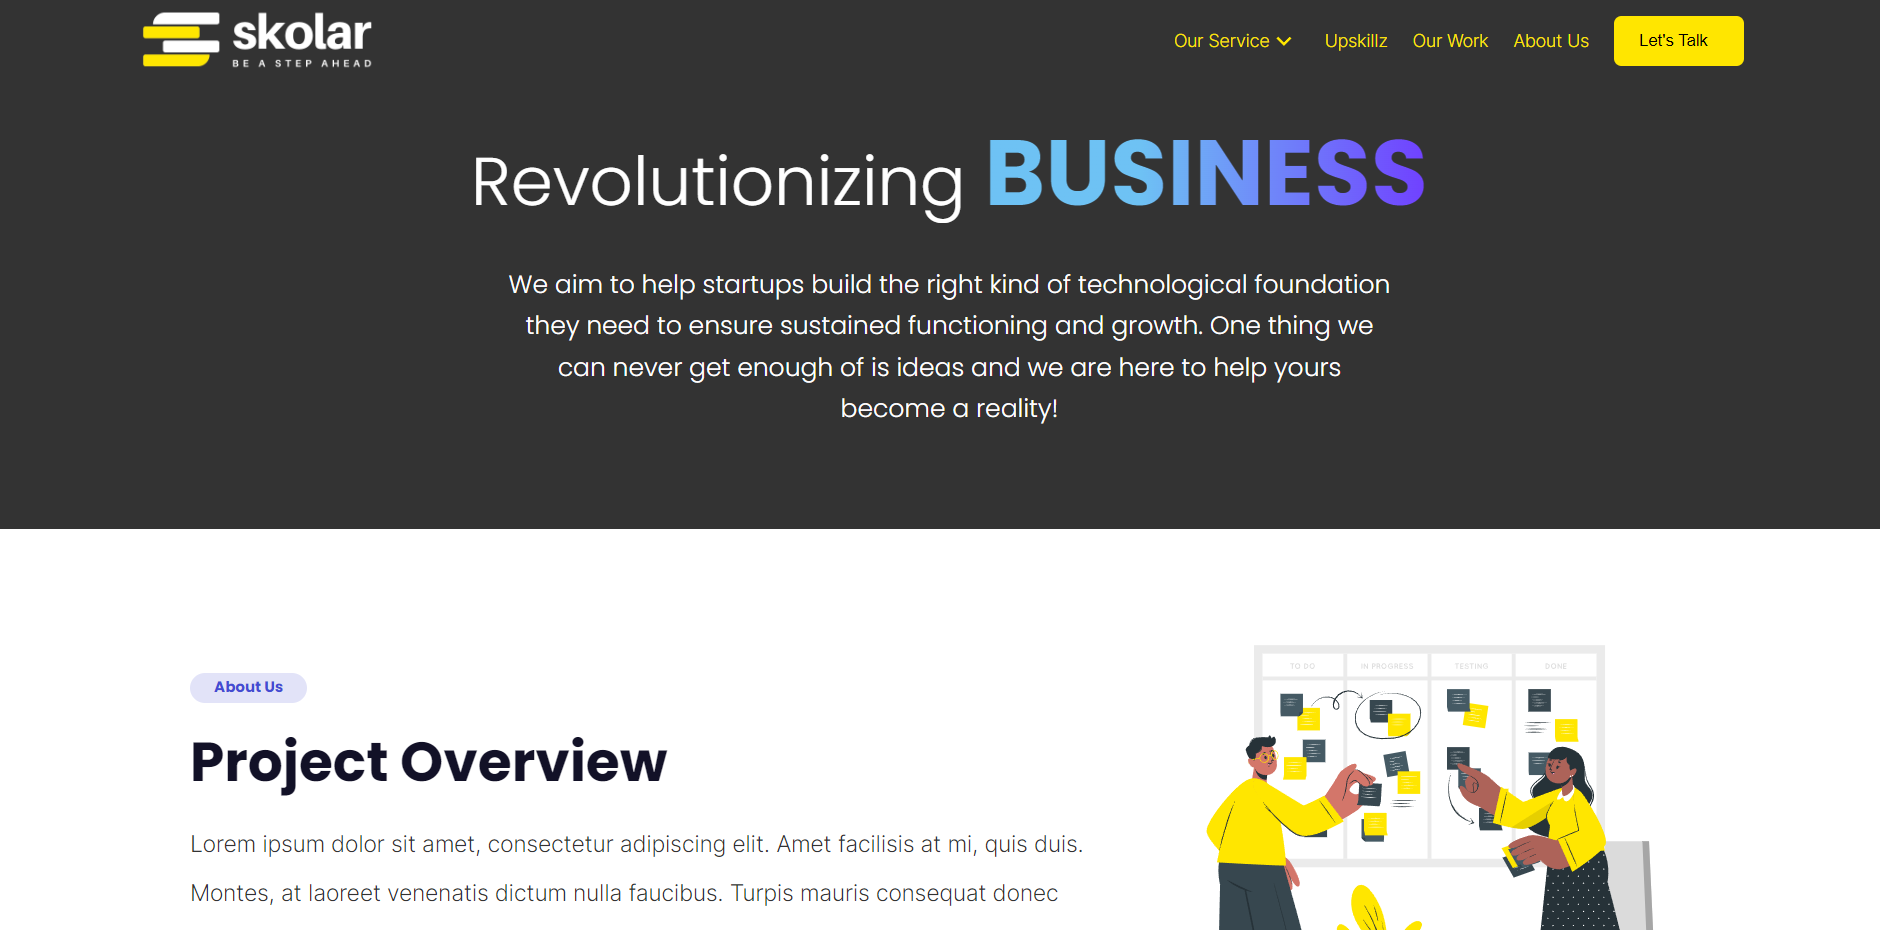 skolar
BE A STEP AHEAD
Our Service
Upskillz
Our Work
About Us
Let's Talk
Revolutionizing BUSINESS
We aim to help startups build the right kind of technological foundation
they need to ensure sustained functioning and growth. One thing we
can never get enough of is ideas and we are here to help yours
become a reality!
About Us
Project Overview
Lorem ipsum dolor sit amet, consectetur adipiscing elit. Amet facilisis at mi, quis duis.
Montes, at laoreet venenatis dictum nulla faucibus. Turpis mauris consequat donec
TO DO
IN PROGRESS
TESTING
DONE